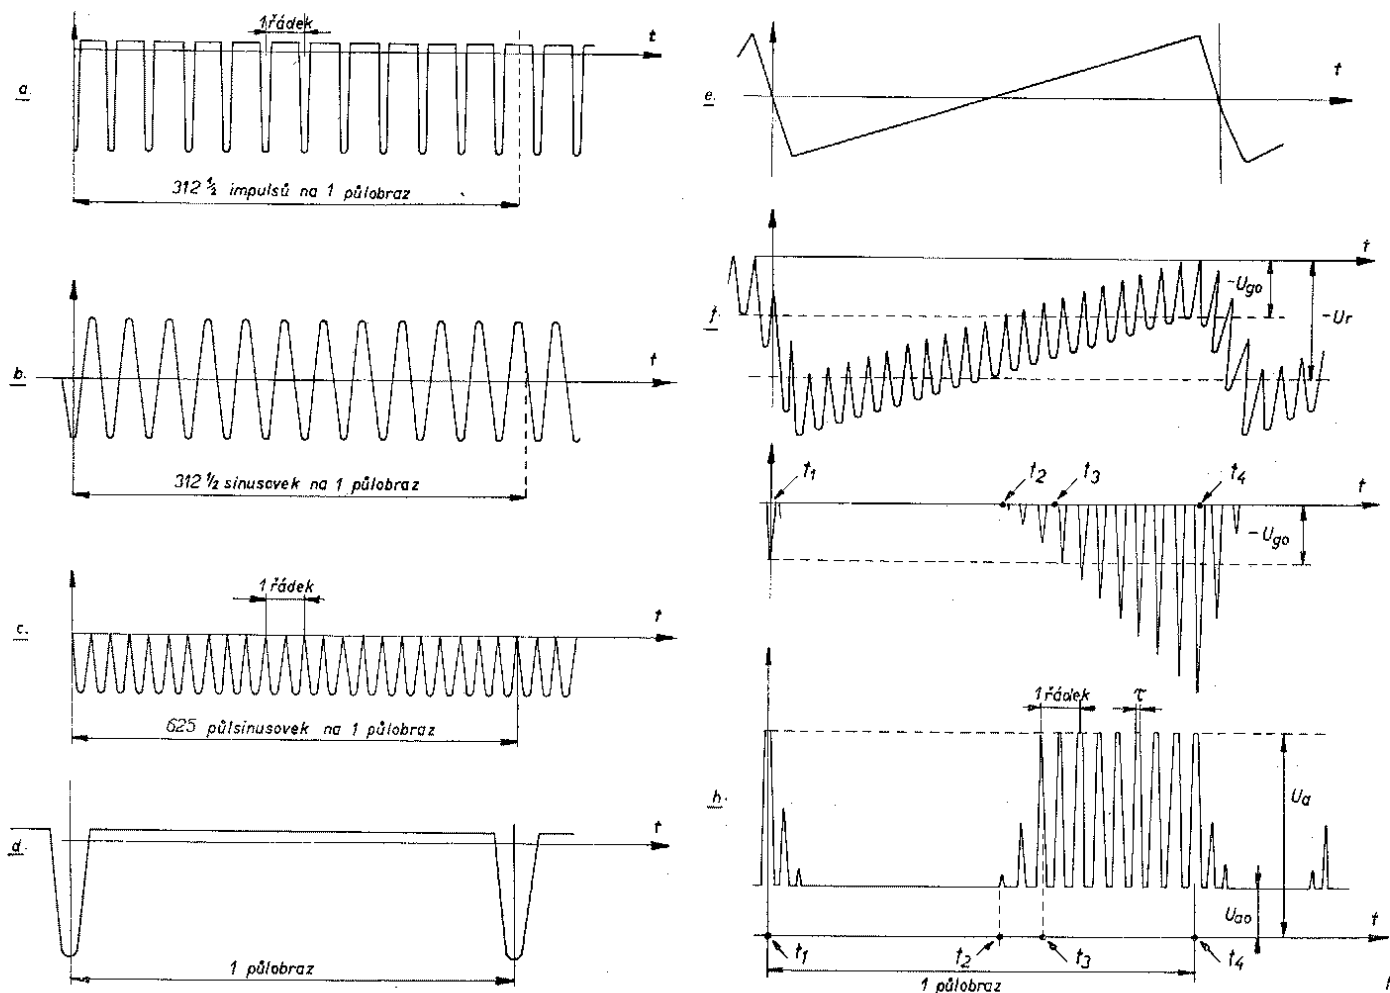 a.
1 řádek
t
312 ½ impulsů na 1 půlobraz
b.
t
312 ½ sinusovek na 1 půlobraz
c.
1 řádek
t
625 půlsinusovek na 1 půlobraz
d.
t
1 půlobraz
e.
t
f.
t
-Ugo
-Ur
t1
t2
t3
t4
t
-Ugo
h.
1 řádek
τ
Ua
Uao
t
t1
t2
t3
t4
1 půlobraz